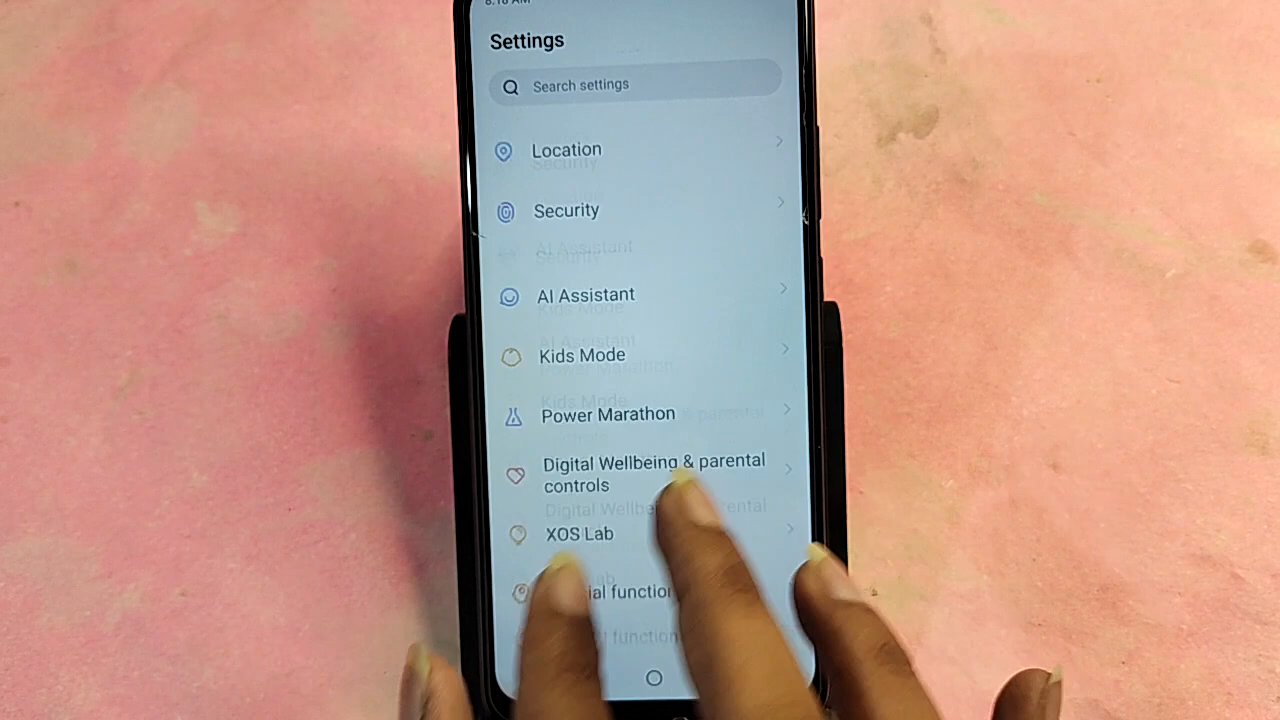 Settings
Search settings
Location
Security
AI Assistant
Kids Mode
Power Marathon
Digital Wellbeing & parental
controls
XOS Lab